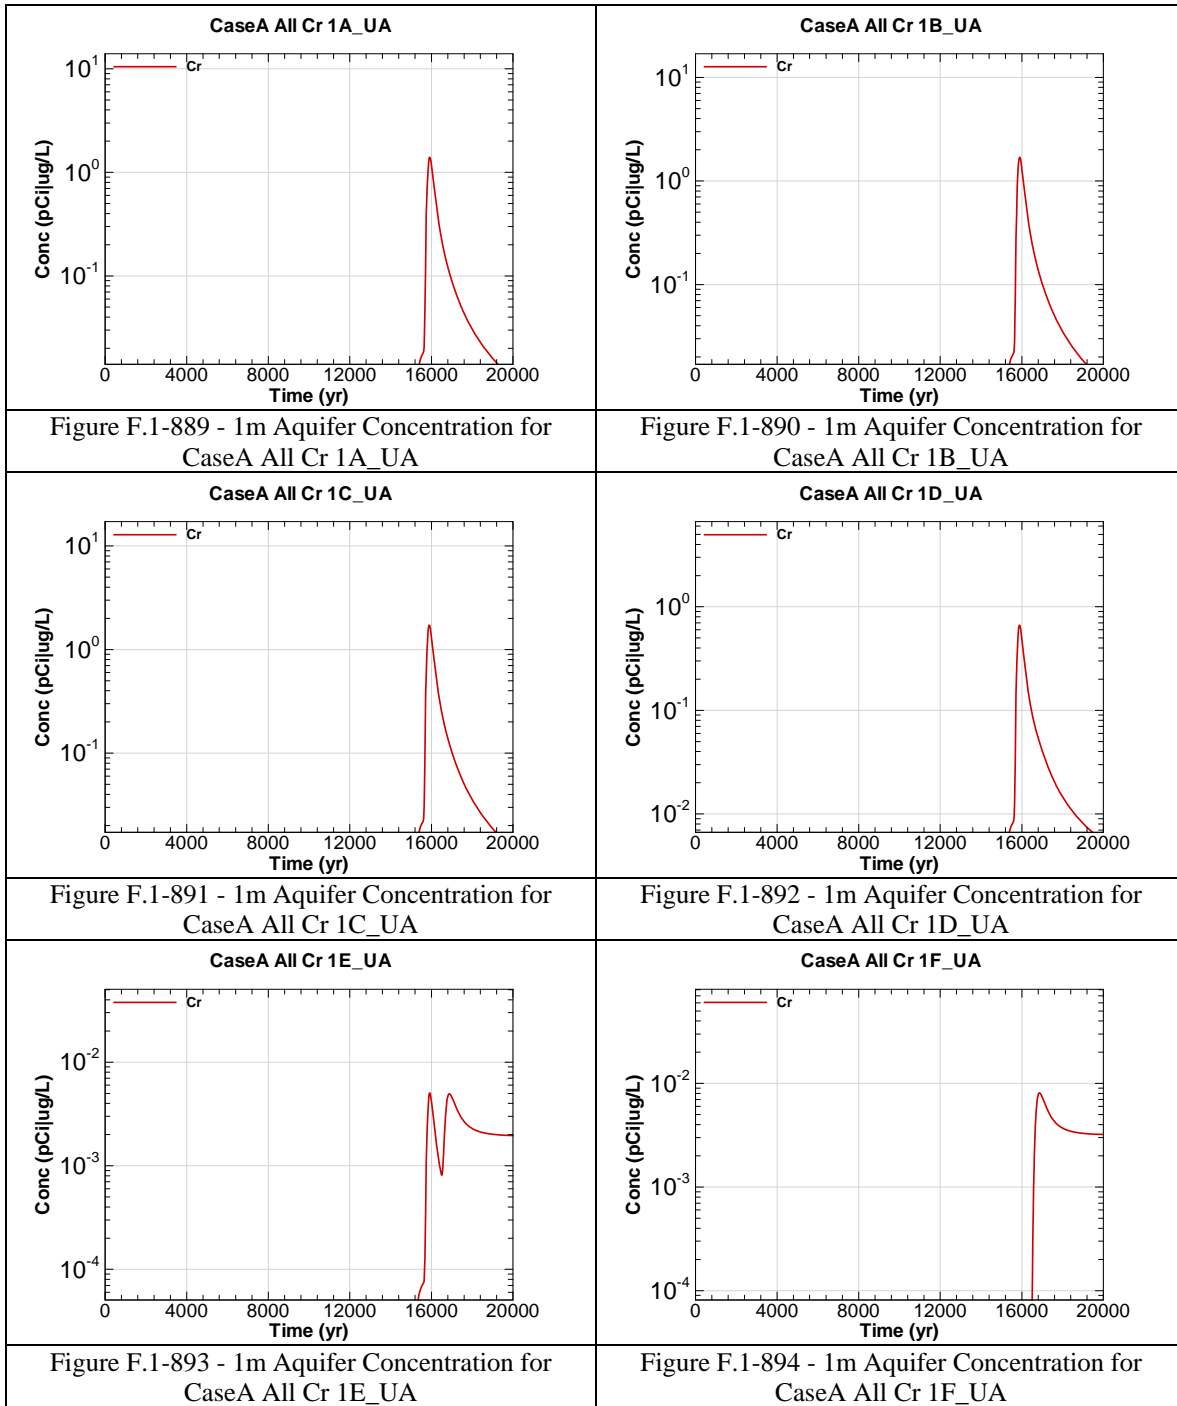 CaseA All Cr 1A_UA
Cr
Conc (pCi|ug/L)
10^1
10^0
10^-1
0 4000 8000 12000 16000 20000
Time (yr)
Figure F.1-889 - 1m Aquifer Concentration for
CaseA All Cr 1A_UA
CaseA All Cr 1B_UA
Cr
Conc (pCi|ug/L)
10^1
10^0
10^-1
0 4000 8000 12000 16000 20000
Time (yr)
Figure F.1-890 - 1m Aquifer Concentration for
CaseA All Cr 1B_UA
CaseA All Cr 1C_UA
Cr
Conc (pCi|ug/L)
10^1
10^0
10^-1
0 4000 8000 12000 16000 20000
Time (yr)
Figure F.1-891 - 1m Aquifer Concentration for
CaseA All Cr 1C_UA
CaseA All Cr 1D_UA
Cr
Conc (pCi|ug/L)
10^0
10^-1
10^-2
0 4000 8000 12000 16000 20000
Time (yr)
Figure F.1-892 - 1m Aquifer Concentration for
CaseA All Cr 1D_UA
CaseA All Cr 1E_UA
Cr
Conc (pCi|ug/L)
10^-2
10^-3
10^-4
0 4000 8000 12000 16000 20000
Time (yr)
Figure F.1-893 - 1m Aquifer Concentration for
CaseA All Cr 1E_UA
CaseA All Cr 1F_UA
Cr
Conc (pCi|ug/L)
10^-2
10^-3
10^-4
0 4000 8000 12000 16000 20000
Time (yr)
Figure F.1-894 - 1m Aquifer Concentration for
CaseA All Cr 1F_UA